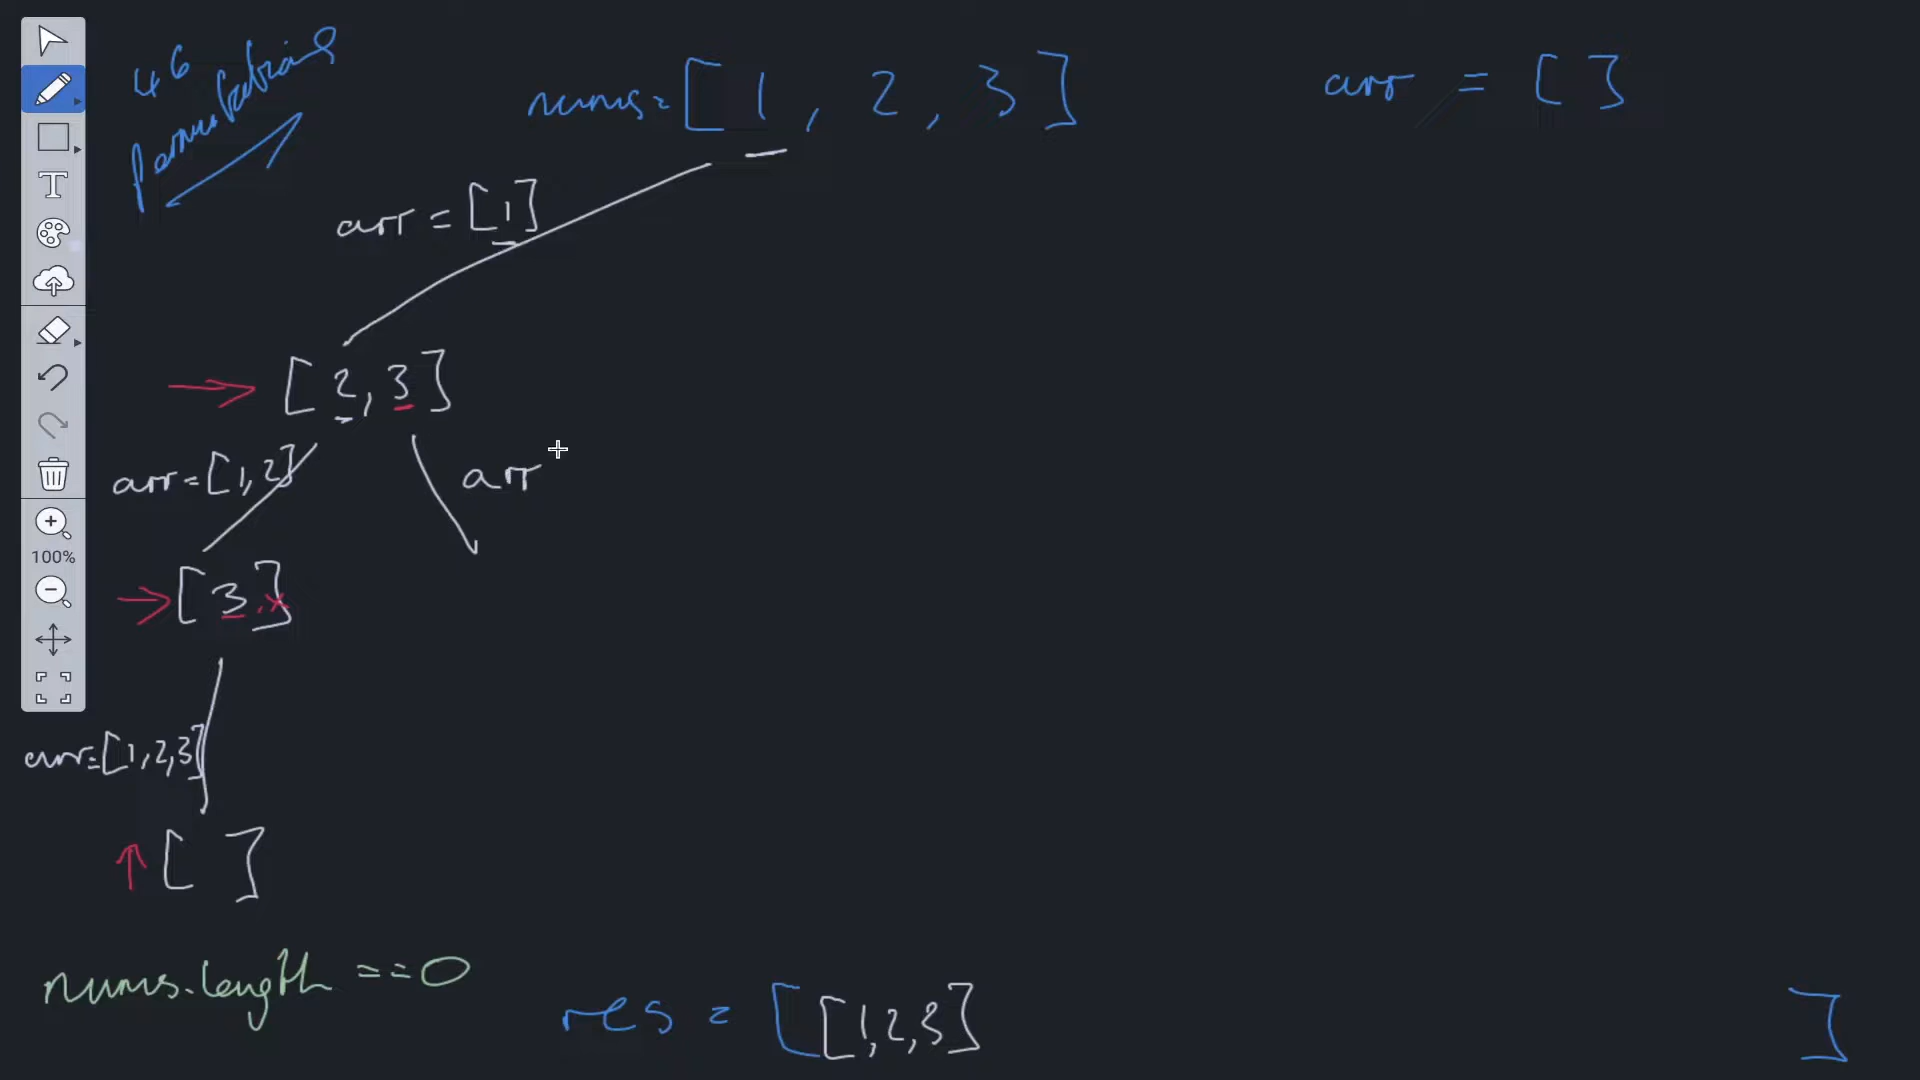 46
permutations
nums=[ 1 , 2 , 3 ]
arr = [ ]
arr = [1]
[ 2, 3 ]
arr=[1,2]
arr
[ 3 ]
arr=[1,2,3]
[ ]
nums.length ==0
res = [ [1,2,3] ]
T
100%